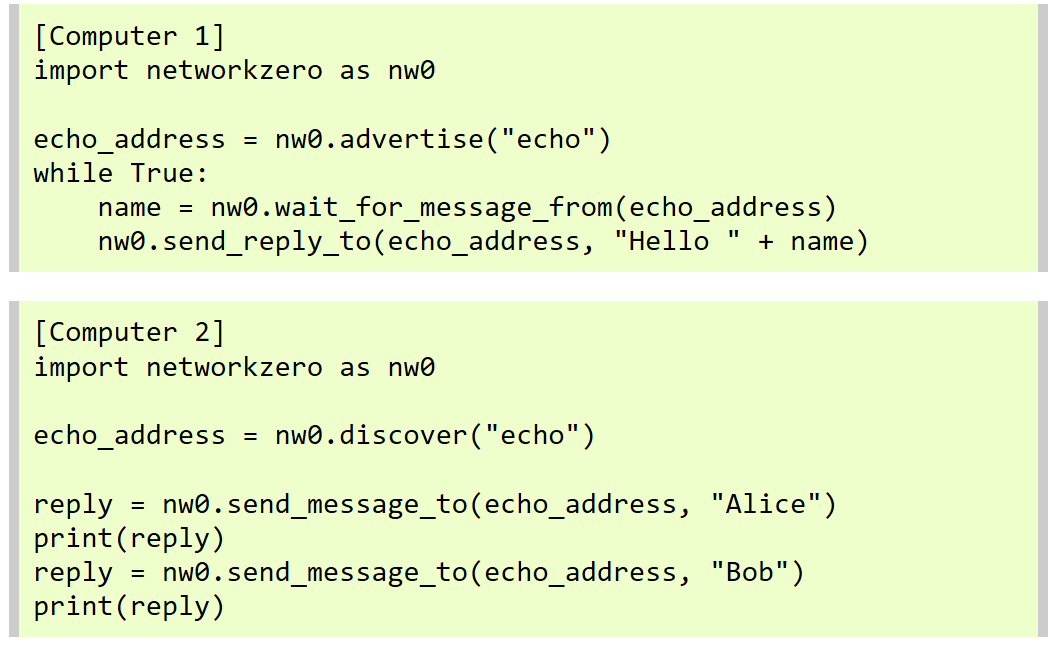 [Computer 1]
import networkzero as nw0

echo_address = nw0.advertise("echo")
while True:
    name = nw0.wait_for_message_from(echo_address)
    nw0.send_reply_to(echo_address, "Hello " + name)

[Computer 2]
import networkzero as nw0

echo_address = nw0.discover("echo")

reply = nw0.send_message_to(echo_address, "Alice")
print(reply)
reply = nw0.send_message_to(echo_address, "Bob")
print(reply)